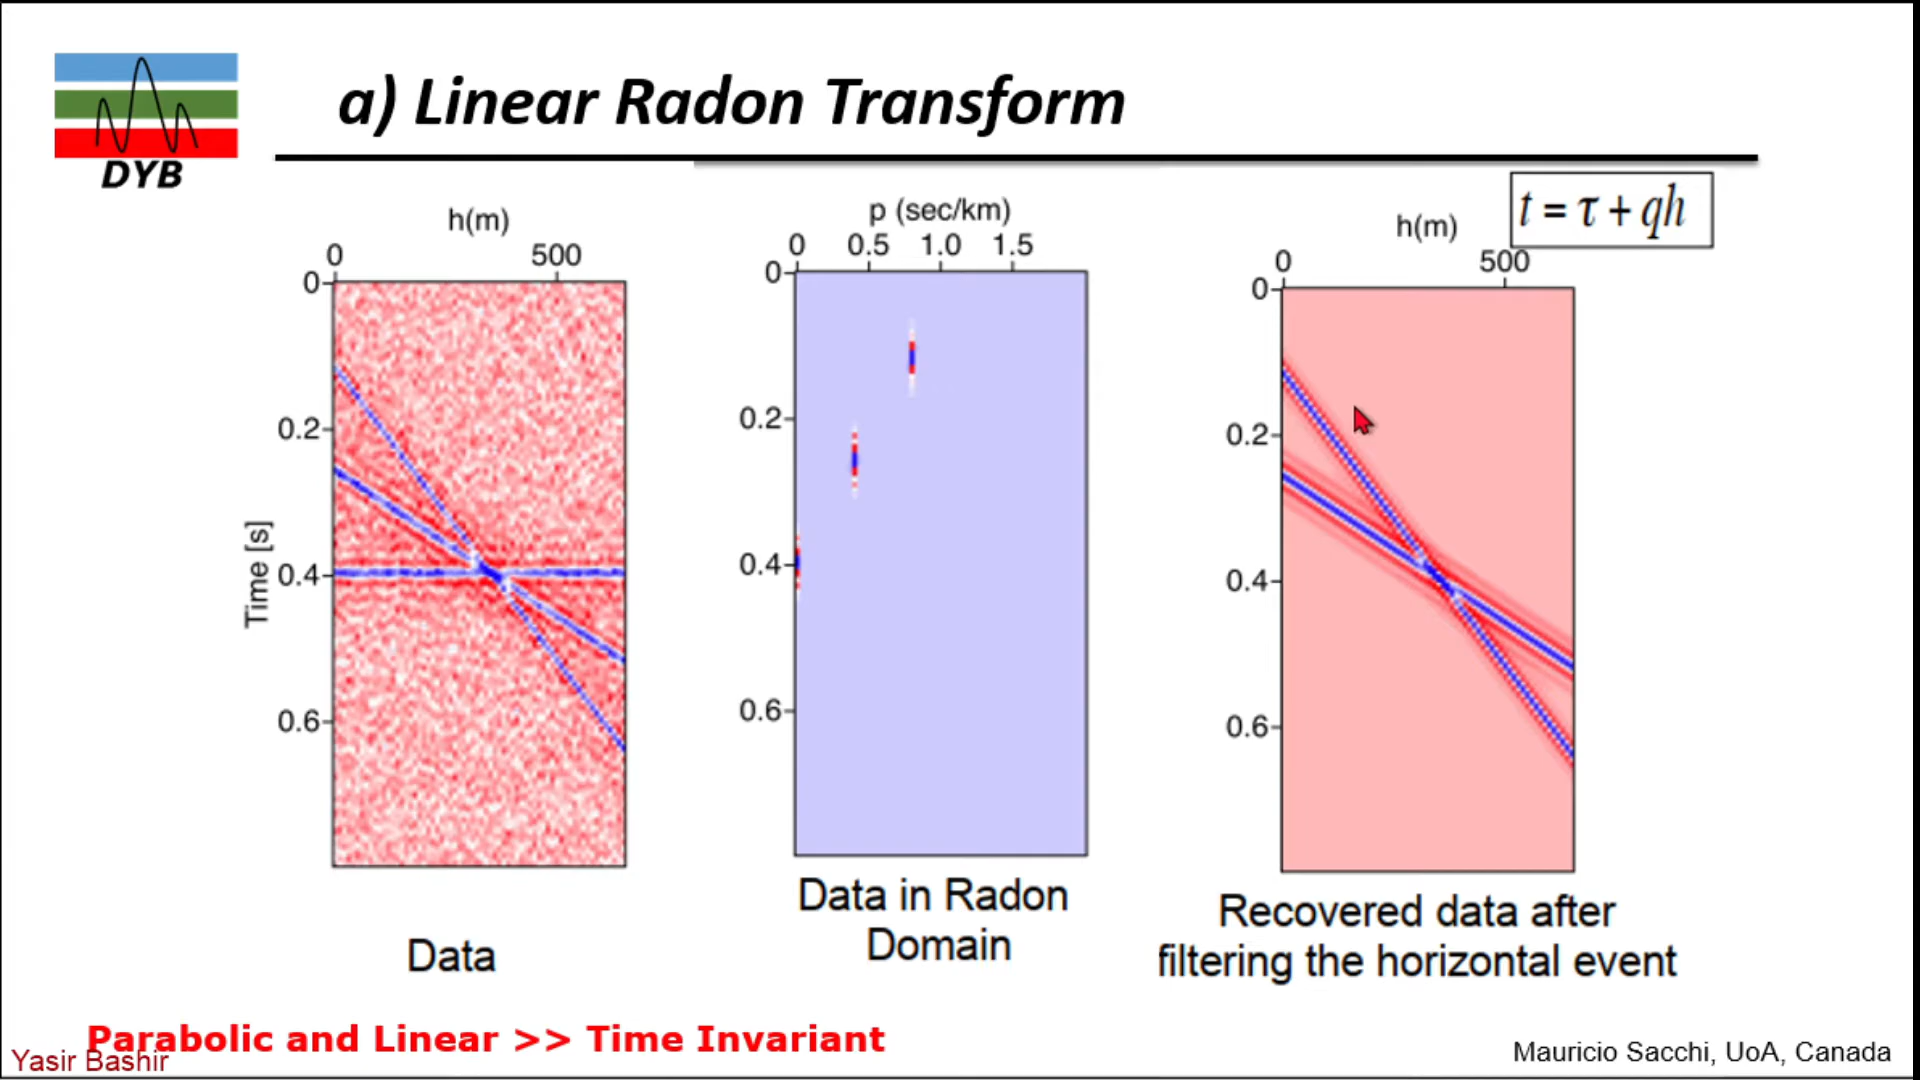 DYB
a) Linear Radon Transform
t = τ + qh
h(m)
0 500
0
0.2
0.4
0.6
Time [s]
Data
p (sec/km)
0 0.5 1.0 1.5
0
0.2
0.4
0.6
Data in Radon
Domain
h(m)
0 500
0
0.2
0.4
0.6
Recovered data after
filtering the horizontal event
Parabolic and Linear >> Time Invariant
Yasir Bashir
Mauricio Sacchi, UoA, Canada